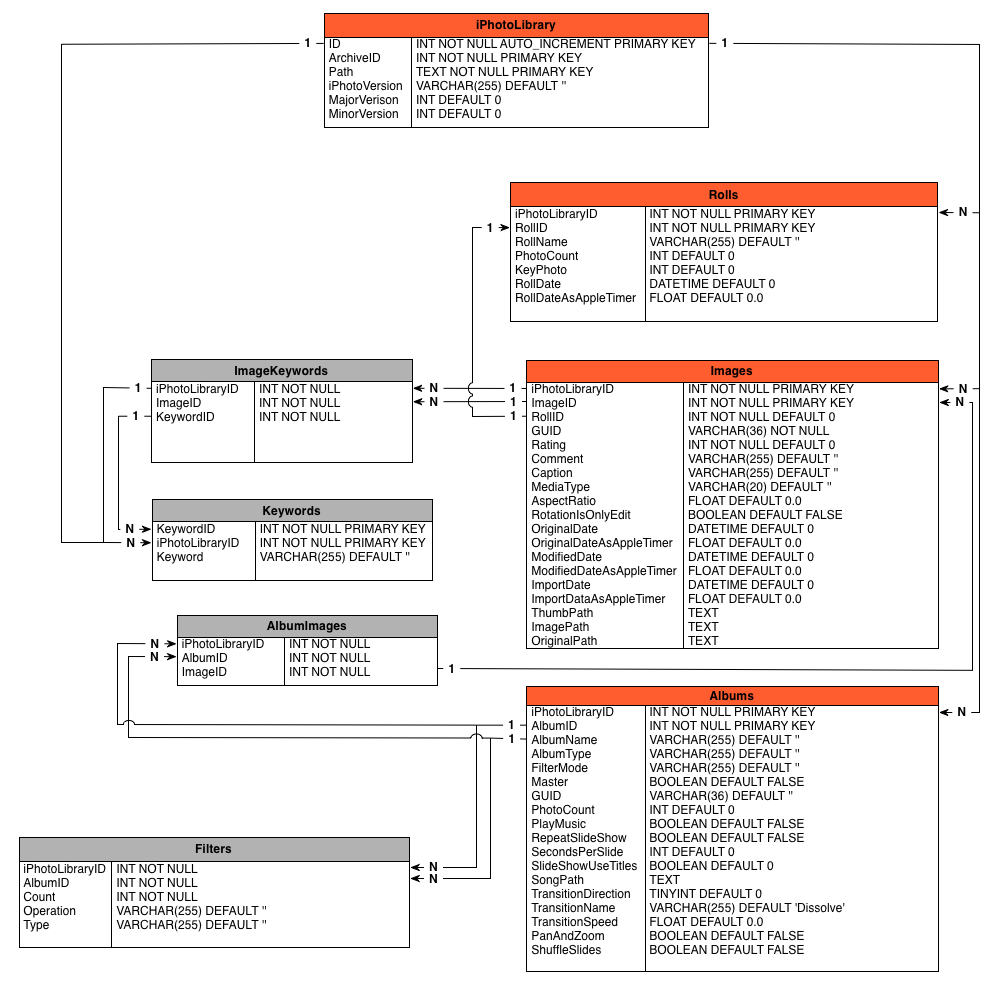 iPhotoLibrary
1 ID INT NOT NULL AUTO_INCREMENT PRIMARY KEY 1
ArchiveID INT NOT NULL PRIMARY KEY
Path TEXT NOT NULL PRIMARY KEY
iPhotoVersion VARCHAR(255) DEFAULT ''
MajorVerison INT DEFAULT 0
MinorVersion INT DEFAULT 0
Rolls
iPhotoLibraryID INT NOT NULL PRIMARY KEY N
1 RollID INT NOT NULL PRIMARY KEY
RollName VARCHAR(255) DEFAULT ''
PhotoCount INT DEFAULT 0
KeyPhoto INT DEFAULT 0
RollDate DATETIME DEFAULT 0
RollDateAsAppleTimer FLOAT DEFAULT 0.0
ImageKeywords
1 iPhotoLibraryID INT NOT NULL N
ImageID INT NOT NULL N
1 KeywordID INT NOT NULL
Images
1 iPhotoLibraryID INT NOT NULL PRIMARY KEY N
1 ImageID INT NOT NULL PRIMARY KEY N
1 RollID INT NOT NULL DEFAULT 0
GUID VARCHAR(36) NOT NULL
Rating INT NOT NULL DEFAULT 0
Comment VARCHAR(255) DEFAULT ''
Caption VARCHAR(255) DEFAULT ''
MediaType VARCHAR(20) DEFAULT ''
AspectRatio FLOAT DEFAULT 0.0
RotationIsOnlyEdit BOOLEAN DEFAULT FALSE
OriginalDate DATETIME DEFAULT 0
OriginalDateAsAppleTimer FLOAT DEFAULT 0.0
ModifiedDate DATETIME DEFAULT 0
ModifiedDateAsAppleTimer FLOAT DEFAULT 0.0
ImportDate DATETIME DEFAULT 0
ImportDataAsAppleTimer FLOAT DEFAULT 0.0
ThumbPath TEXT
ImagePath TEXT
OriginalPath TEXT
Keywords
N KeywordID INT NOT NULL PRIMARY KEY
N iPhotoLibraryID INT NOT NULL PRIMARY KEY
Keyword VARCHAR(255) DEFAULT ''
AlbumImages
N iPhotoLibraryID INT NOT NULL
N AlbumID INT NOT NULL
ImageID INT NOT NULL 1
Albums
iPhotoLibraryID INT NOT NULL PRIMARY KEY N
1 AlbumID INT NOT NULL PRIMARY KEY
1 AlbumName VARCHAR(255) DEFAULT ''
AlbumType VARCHAR(255) DEFAULT ''
FilterMode VARCHAR(255) DEFAULT ''
Master BOOLEAN DEFAULT FALSE
GUID VARCHAR(36) DEFAULT ''
PhotoCount INT DEFAULT 0
PlayMusic BOOLEAN DEFAULT FALSE
RepeatSlideShow BOOLEAN DEFAULT FALSE
SecondsPerSlide INT DEFAULT 0
SlideShowUseTitles BOOLEAN DEFAULT 0
SongPath TEXT
TransitionDirection TINYINT DEFAULT 0
TransitionName VARCHAR(255) DEFAULT 'Dissolve'
TransitionSpeed FLOAT DEFAULT 0.0
PanAndZoom BOOLEAN DEFAULT FALSE
ShuffleSlides BOOLEAN DEFAULT FALSE
Filters
iPhotoLibraryID INT NOT NULL N
AlbumID INT NOT NULL N
Count INT NOT NULL
Operation VARCHAR(255) DEFAULT ''
Type VARCHAR(255) DEFAULT ''